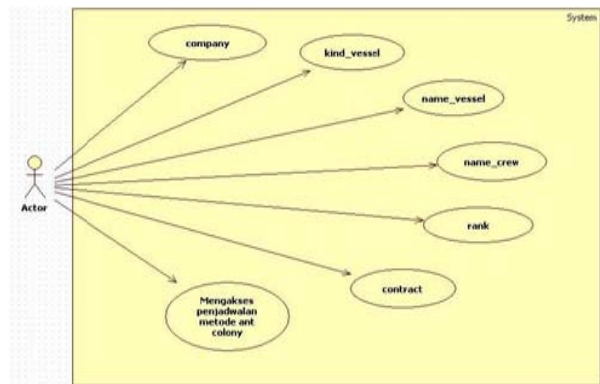 System
company
kind_vessel
name_vessel
name_crew
Actor
rank
contract
Mengakses
penjadwalan
metode ant
colony